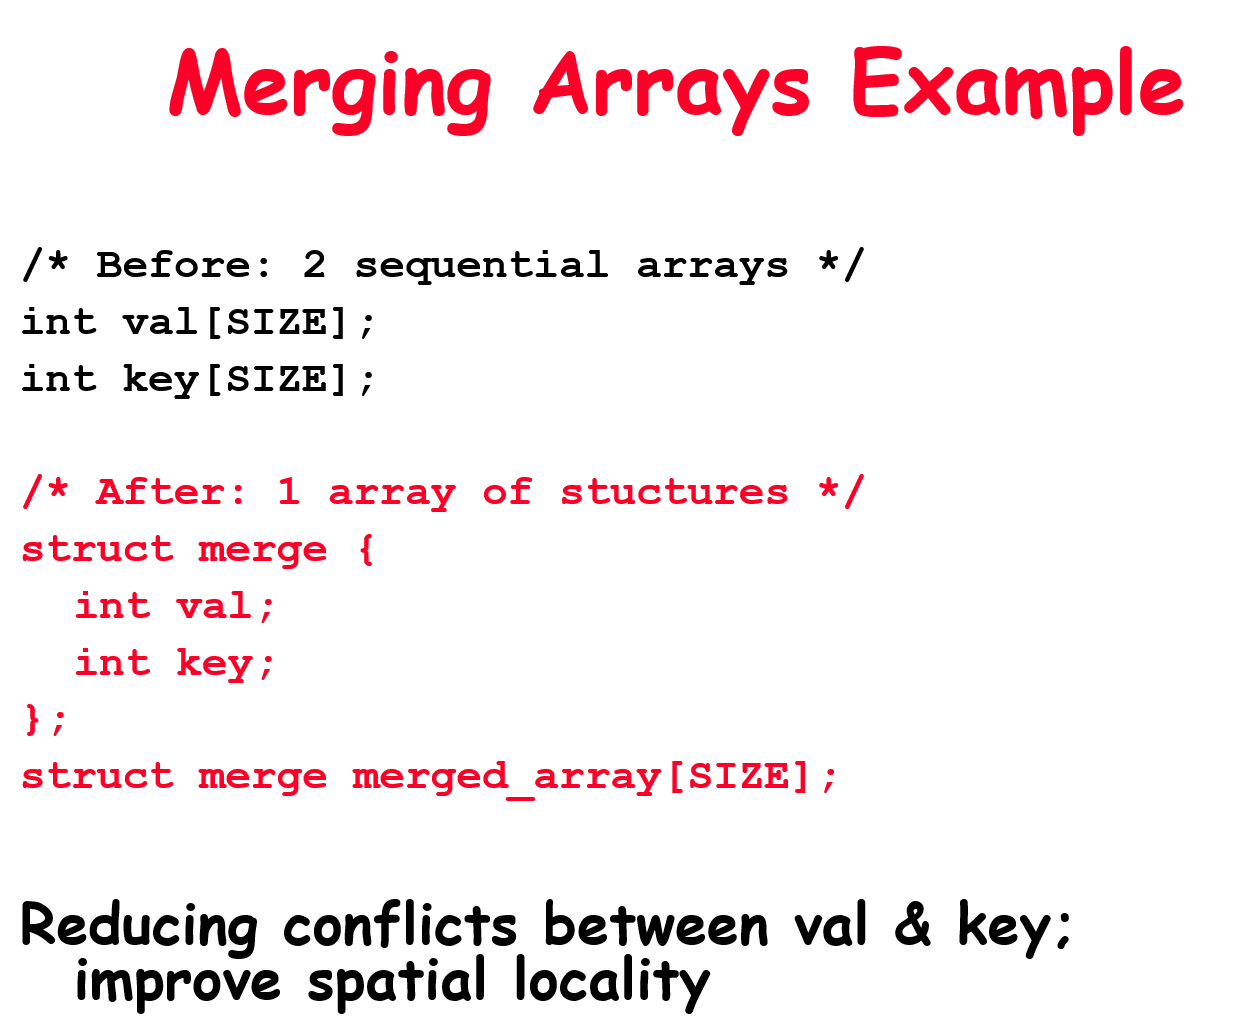 Merging Arrays Example
/* Before: 2 sequential arrays */
int val[SIZE];
int key[SIZE];
/* After: 1 array of stuctures */
struct merge {
int val;
int key;
};
struct merge merged_array[SIZE];
Reducing conflicts between val & key;
improve spatial locality